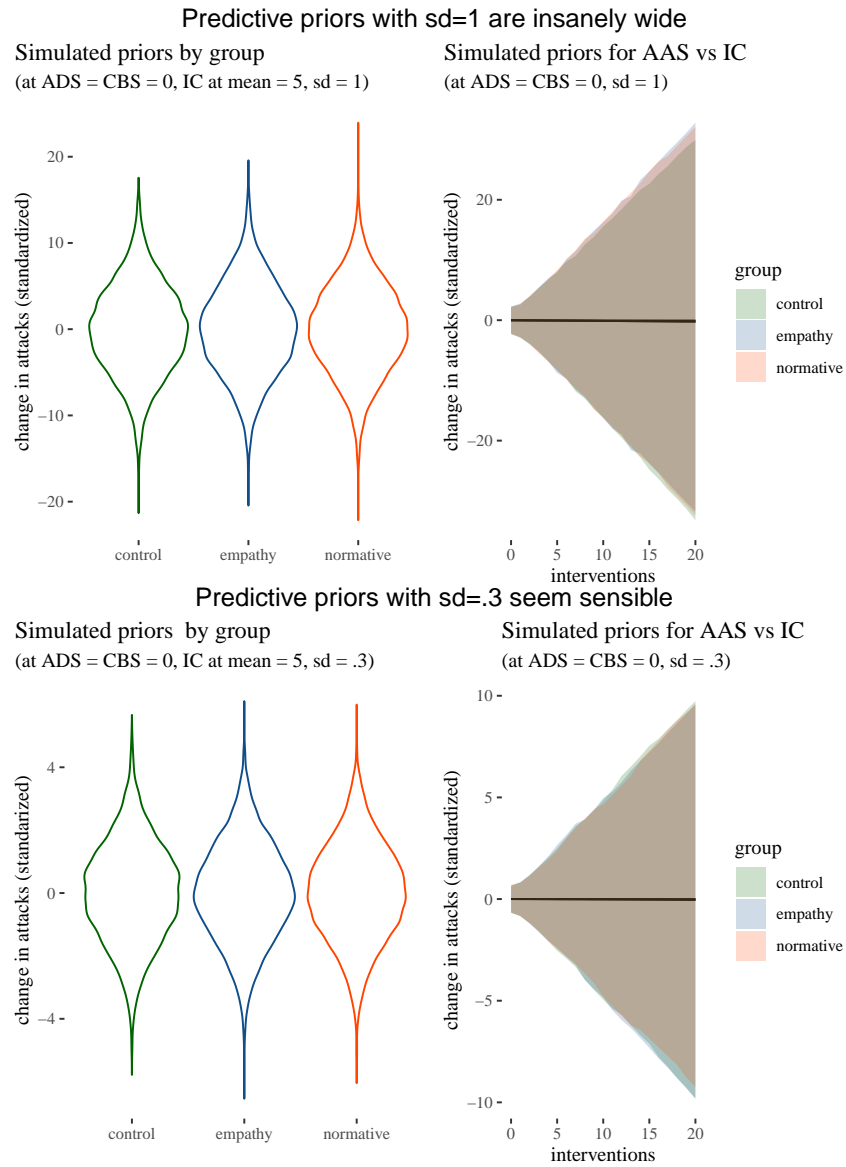 Predictive priors with sd=1 are insanely wide
Simulated priors by group
(at ADS = CBS = 0, IC at mean = 5, sd = 1)
change in attacks (standardized)
20
10
0
−10
−20
control empathy normative
Simulated priors for AAS vs IC
(at ADS = CBS = 0, sd = 1)
change in attacks (standardized)
20
0
−20
0 5 10 15 20
interventions
group
control
empathy
normative
Predictive priors with sd=.3 seem sensible
Simulated priors  by group
(at ADS = CBS = 0, IC at mean = 5, sd = .3)
change in attacks (standardized)
4
0
−4
control empathy normative
Simulated priors for AAS vs IC
(at ADS = CBS = 0, sd = .3)
change in attacks (standardized)
10
5
0
−5
−10
0 5 10 15 20
interventions
group
control
empathy
normative